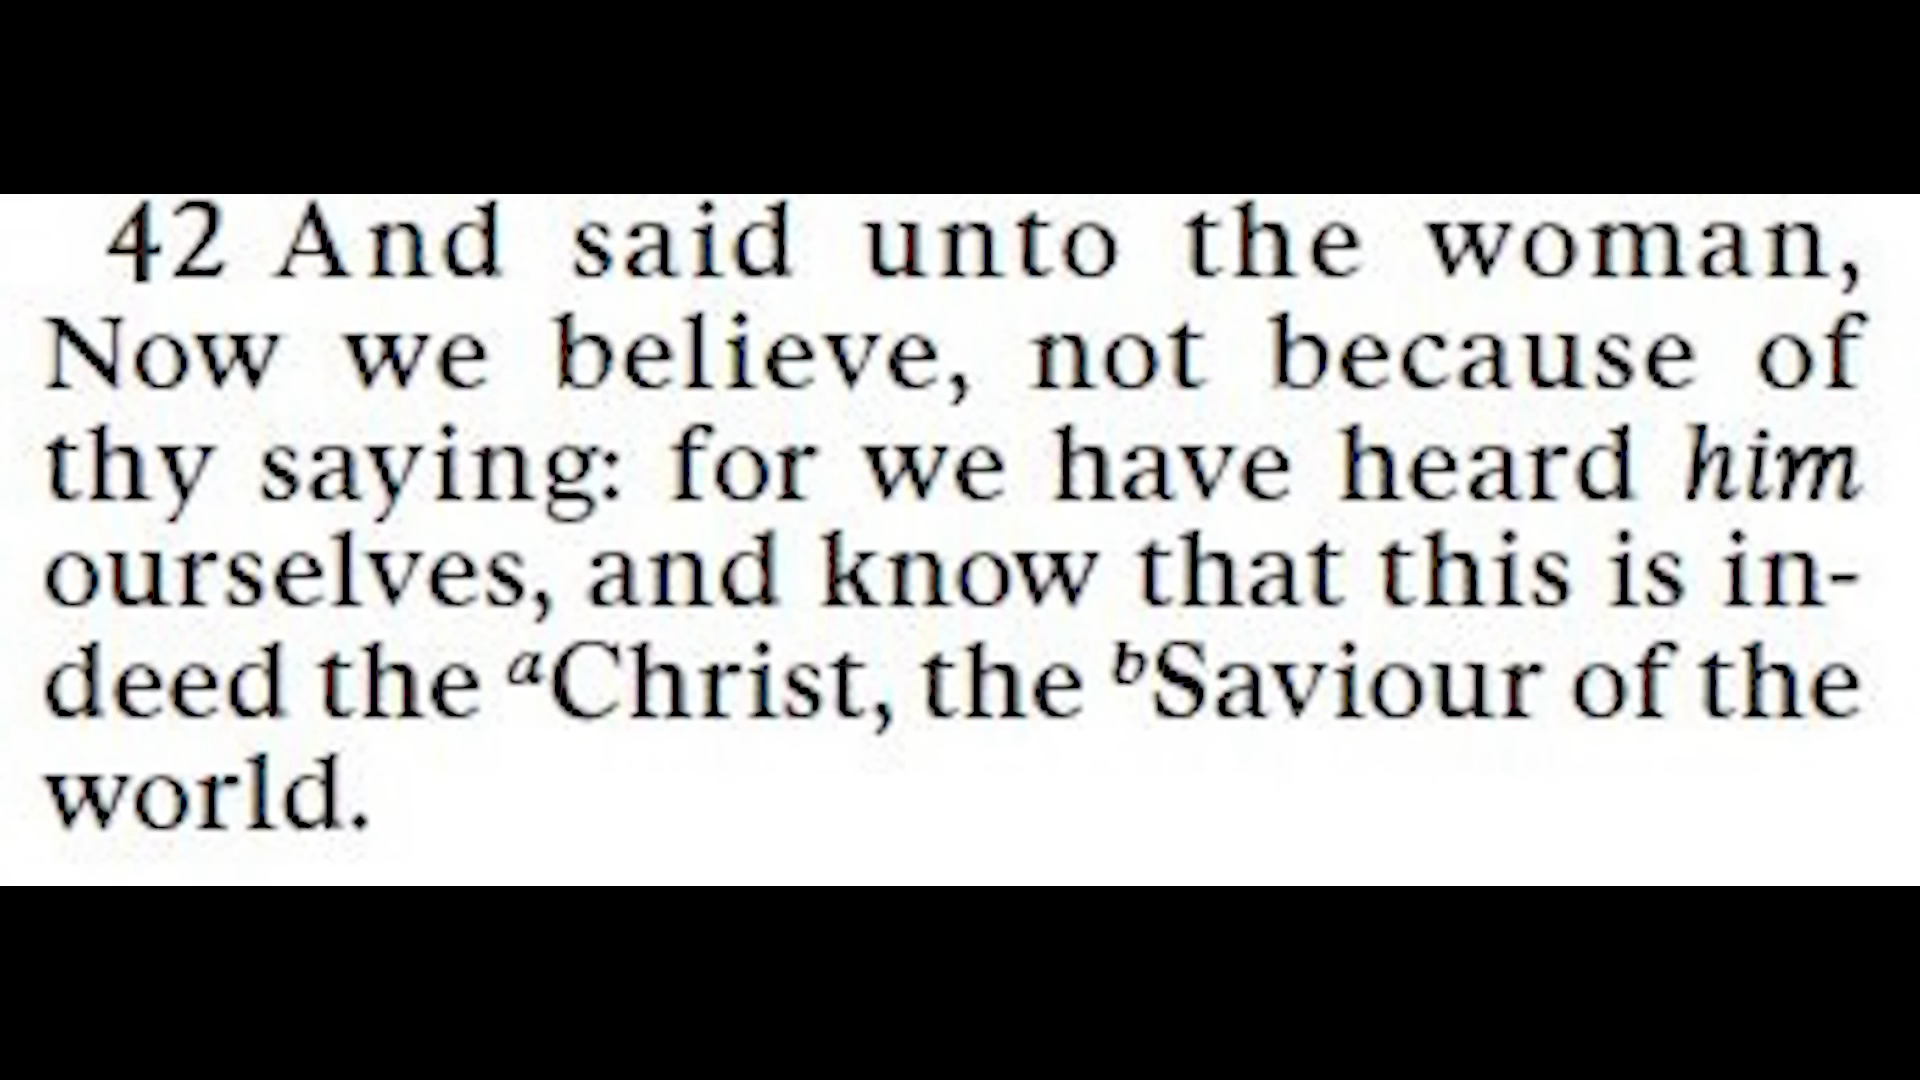 42 And said unto the woman,
Now we believe, not because of
thy saying: for we have heard him
ourselves, and know that this is in-
deed the aChrist, the bSaviour of the
world.